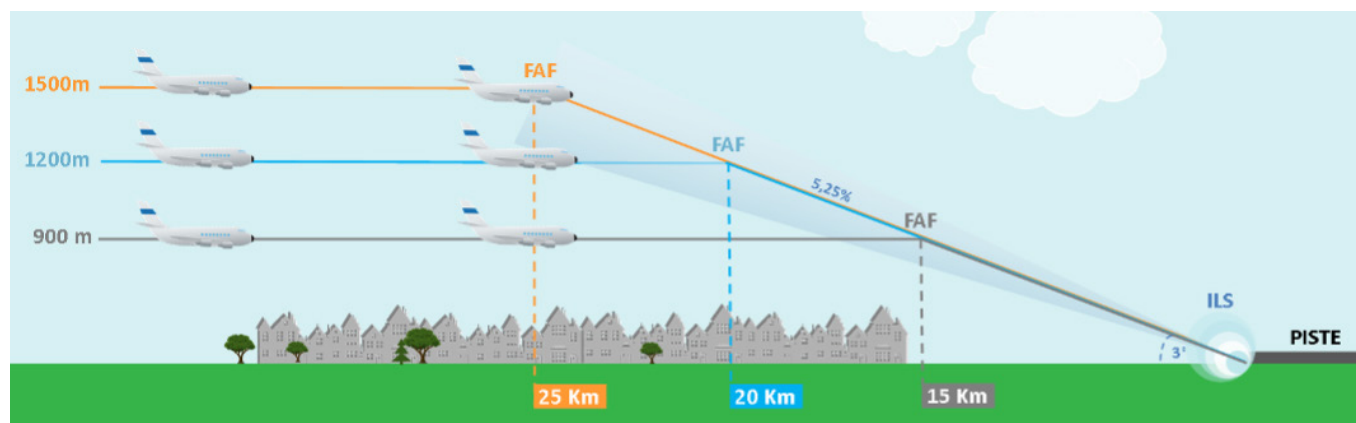 1500m
FAF
1200m
FAF
5,25%
900 m
FAF
ILS
PISTE
3'
25 Km
20 Km
15 Km